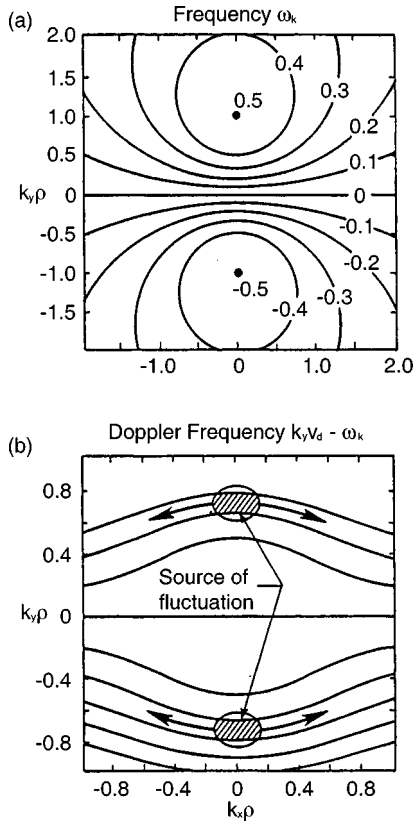 (a)
Frequency ωₖ
2.0
1.5
1.0
0.5
kyρ 0
-0.5
-1.0
-1.5
0.4
0.5
0.3
0.2
0.1
0
-0.1
-0.2
-0.5
-0.4
-0.3
-1.0 0 1.0 2.0
(b)
Doppler Frequency kyvd - ωₖ
0.8
0.4
kyρ 0
-0.4
-0.8
Source of
fluctuation
-0.8 -0.4 0 0.4 0.8
kxρ